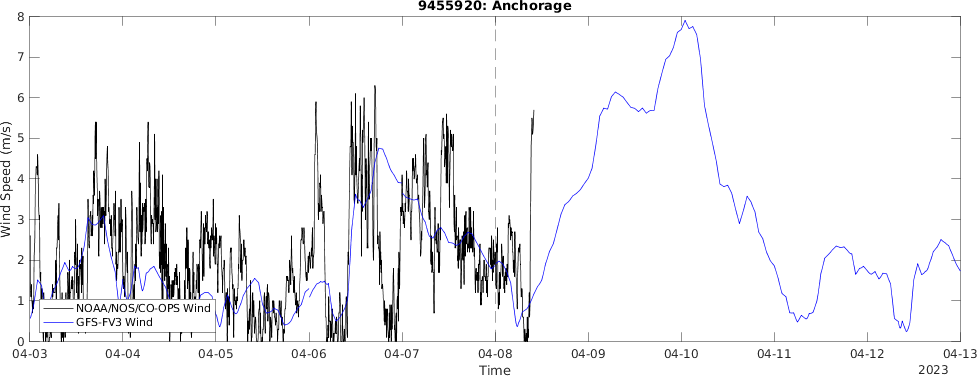 9455920: Anchorage
Wind Speed (m/s)
8
7
6
5
4
3
2
1
0
NOAA/NOS/CO-OPS Wind
GFS-FV3 Wind
04-03 04-04 04-05 04-06 04-07 04-08 04-09 04-10 04-11 04-12 04-13
Time
2023